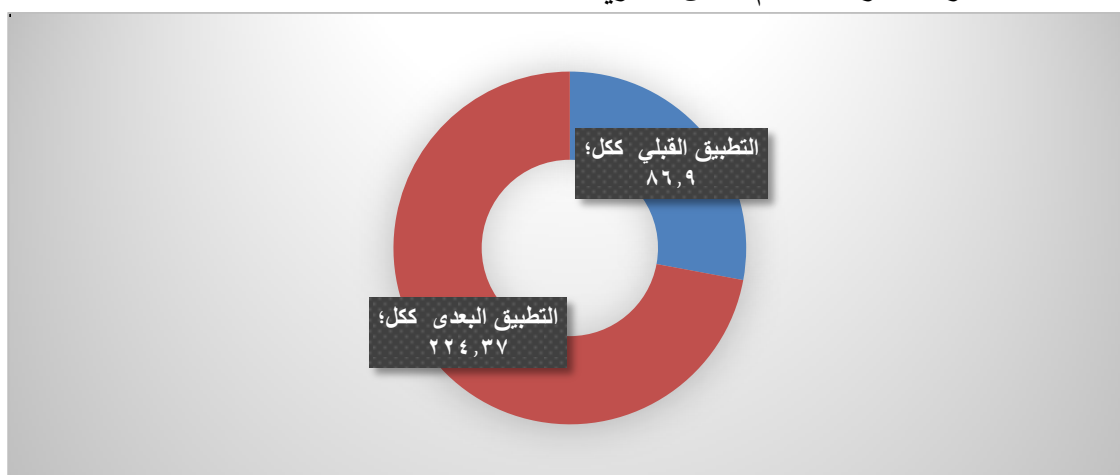 التطبيق القبلي ككل؛
٨٦,٩
التطبيق البعدى ككل؛
٢٢٤,٣٧